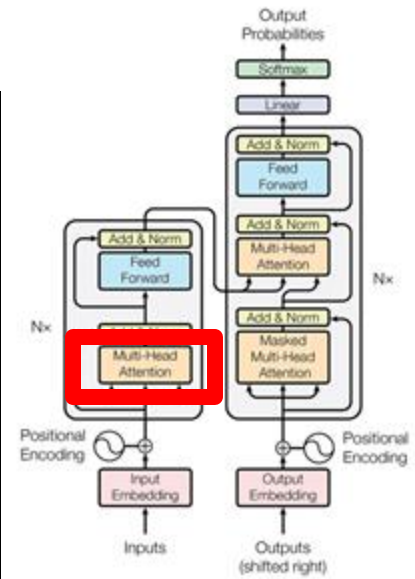 Output
Probabilities
Softmax
Linear
Add & Norm
Feed
Forward
Add & Norm
Multi-Head
Attention
Add & Norm
Masked
Multi-Head
Attention
Nx
Add & Norm
Feed
Forward
Nx
Multi-Head
Attention
Positional
Encoding
Positional
Encoding
Input
Embedding
Output
Embedding
Inputs
Outputs
(shifted right)